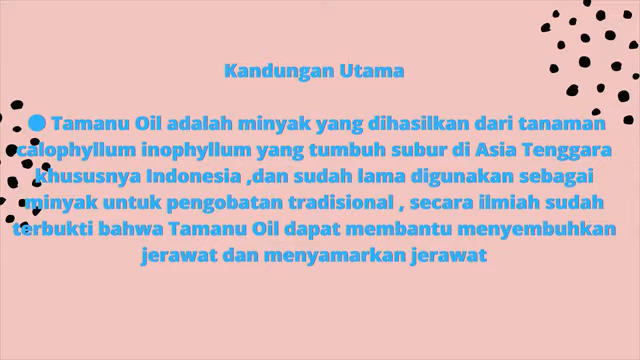 Kandungan Utama
● Tamanu Oil adalah minyak yang dihasilkan dari tanaman
calophyllum inophyllum yang tumbuh subur di Asia Tenggara
khususnya Indonesia ,dan sudah lama digunakan sebagai
minyak untuk pengobatan tradisional , secara ilmiah sudah
terbukti bahwa Tamanu Oil dapat membantu menyembuhkan
jerawat dan menyamarkan jerawat